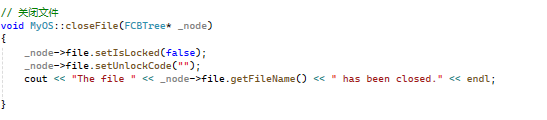 // 关闭文件
void MyOS::closeFile(FCBTree* _node)
{
    _node->file.setIsLocked(false);
    _node->file.setUnlockCode("");
    cout << "The file " << _node->file.getFileName() << " has been closed." << endl;
}